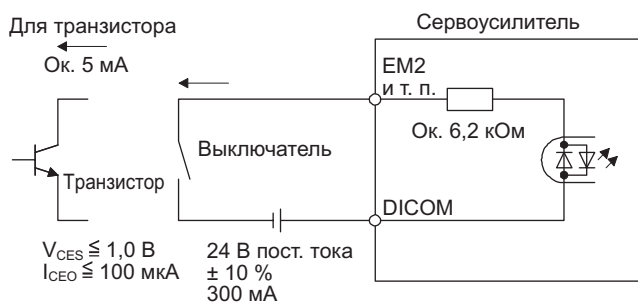 Для транзистора
Ок. 5 мА
Сервоусилитель
EM2
и т. п.
Ок. 6,2 кОм
Выключатель
Транзистор
DICOM
VCES ≦ 1,0 В
ICEO ≦ 100 мкА
24 В пост. тока
± 10 %
300 мА